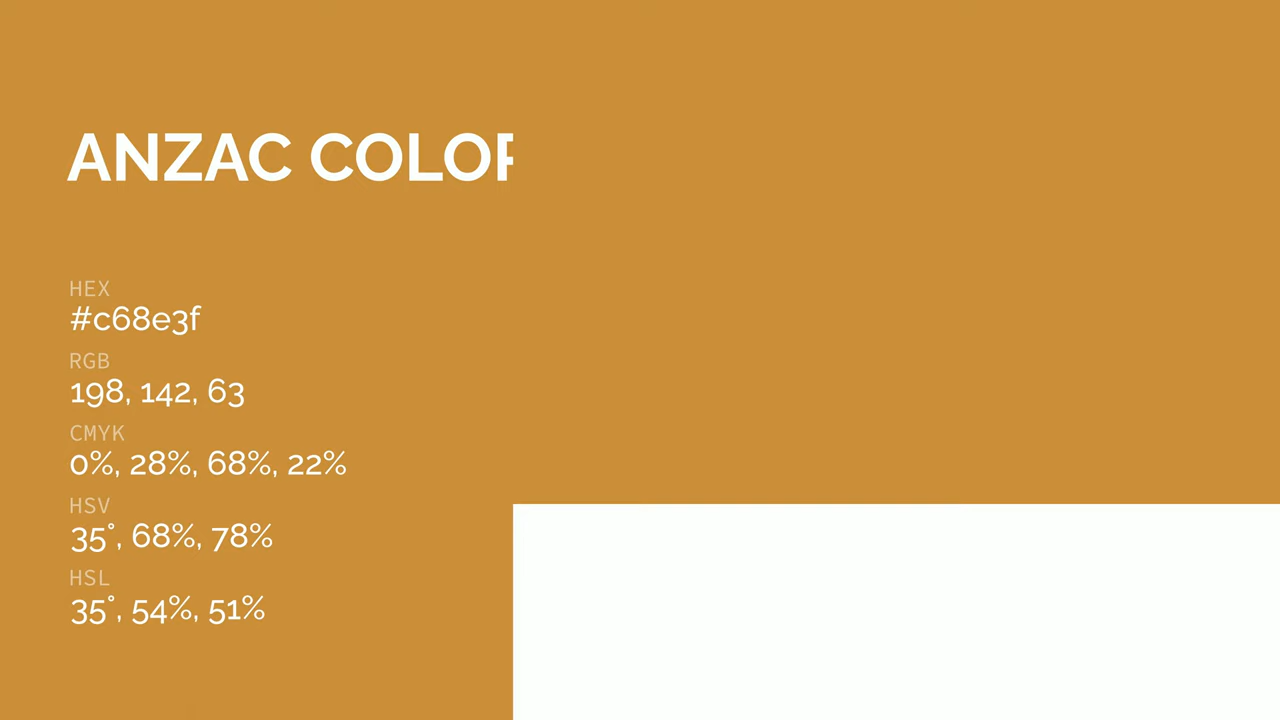 ANZAC COLOR
HEX
#c68e3f
RGB
198, 142, 63
CMYK
0%, 28%, 68%, 22%
HSV
35°, 68%, 78%
HSL
35°, 54%, 51%